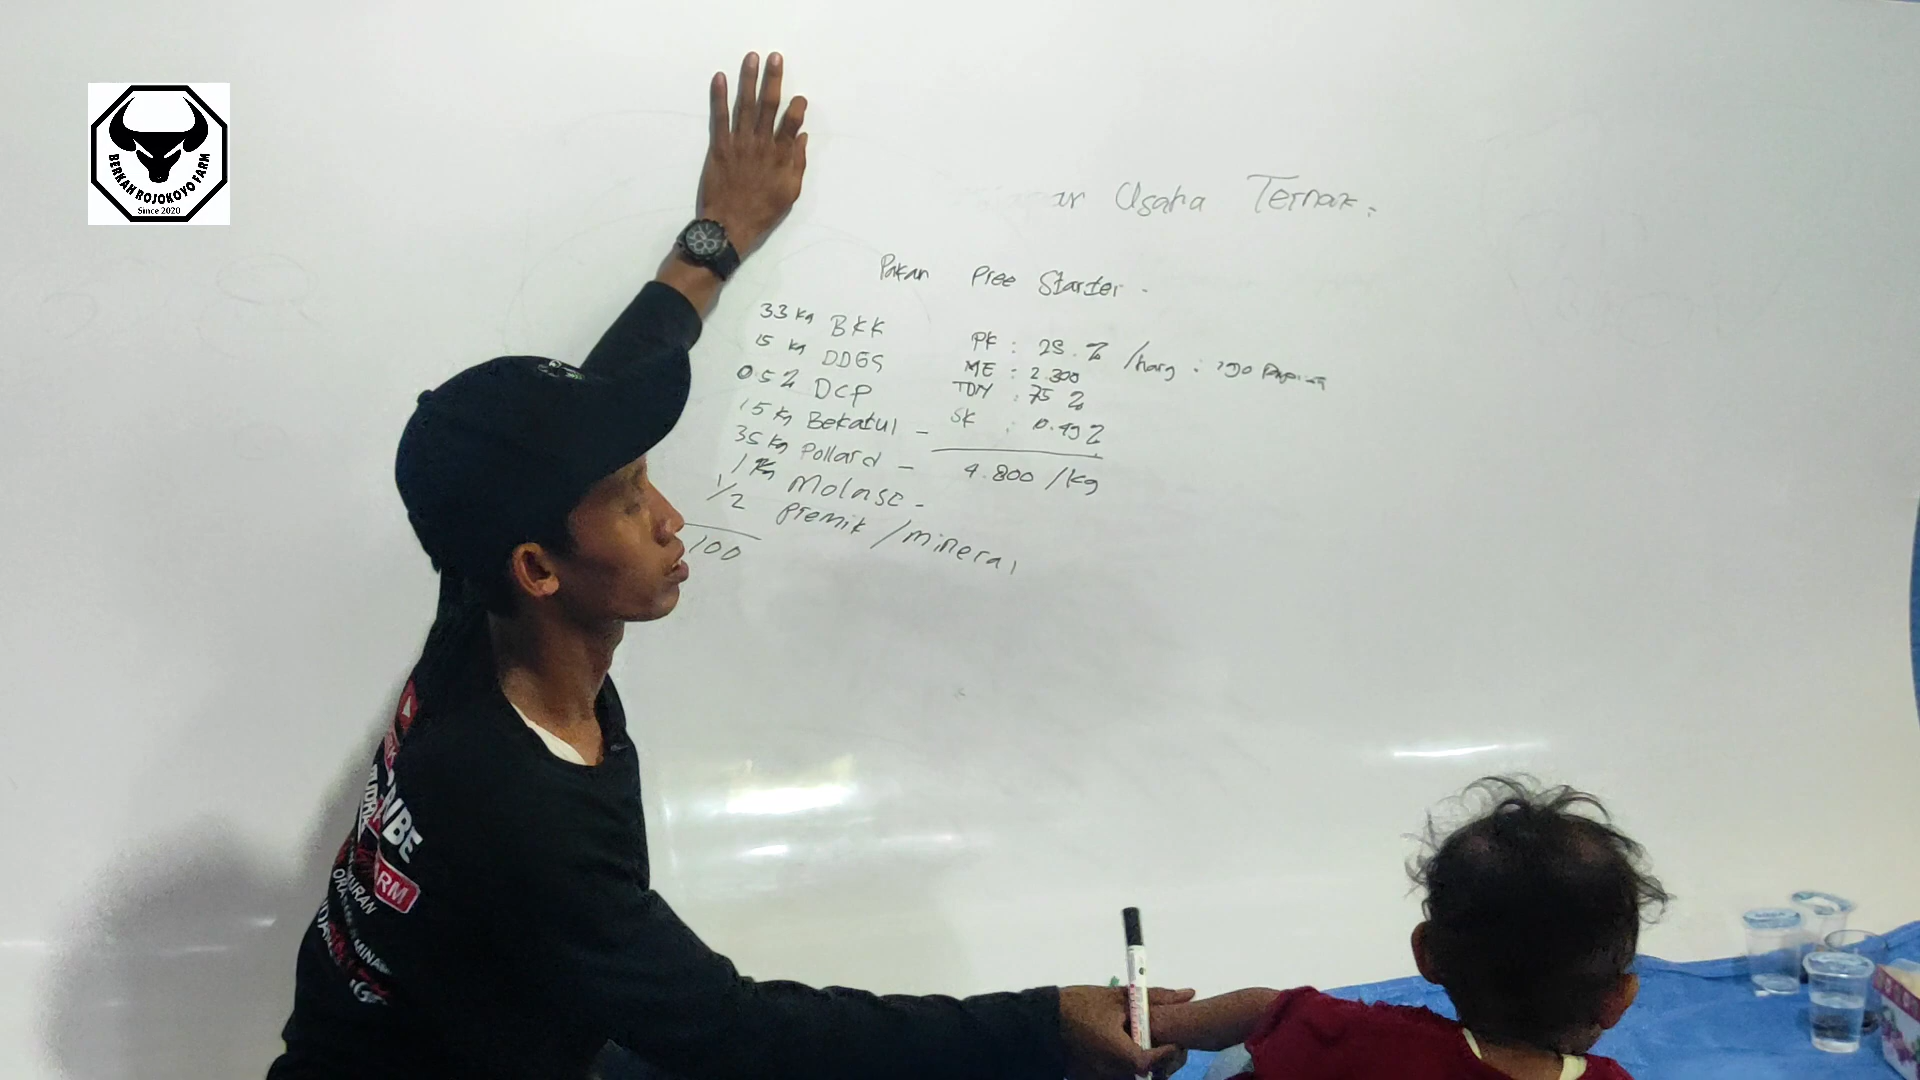 BERKAH ROJOKOYO FARM
Since 2020
Usaha Ternak :
Pakan Pree Starter .
33 kg BKK
15 kg DDGS
0.5 % DCP
15 kg Bekatul –
35 kg Pollard –
1 kg Molase –
1/2 Premik / mineral
100
PK :
ME : 2.300
TDN : 75 %
SK : 0.49 %
4.800 /kg
ARM